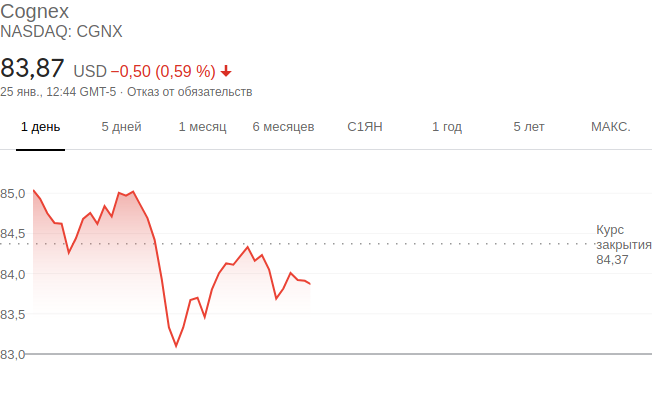 Cognex
NASDAQ: CGNX
83,87 USD −0,50 (0,59 %)
25 янв., 12:44 GMT-5 · Отказ от обязательств
1 день 5 дней 1 месяц 6 месяцев С1ЯН 1 год 5 лет МАКС.
85,0
84,5
84,0
83,5
83,0
Курс
закрытия
84,37